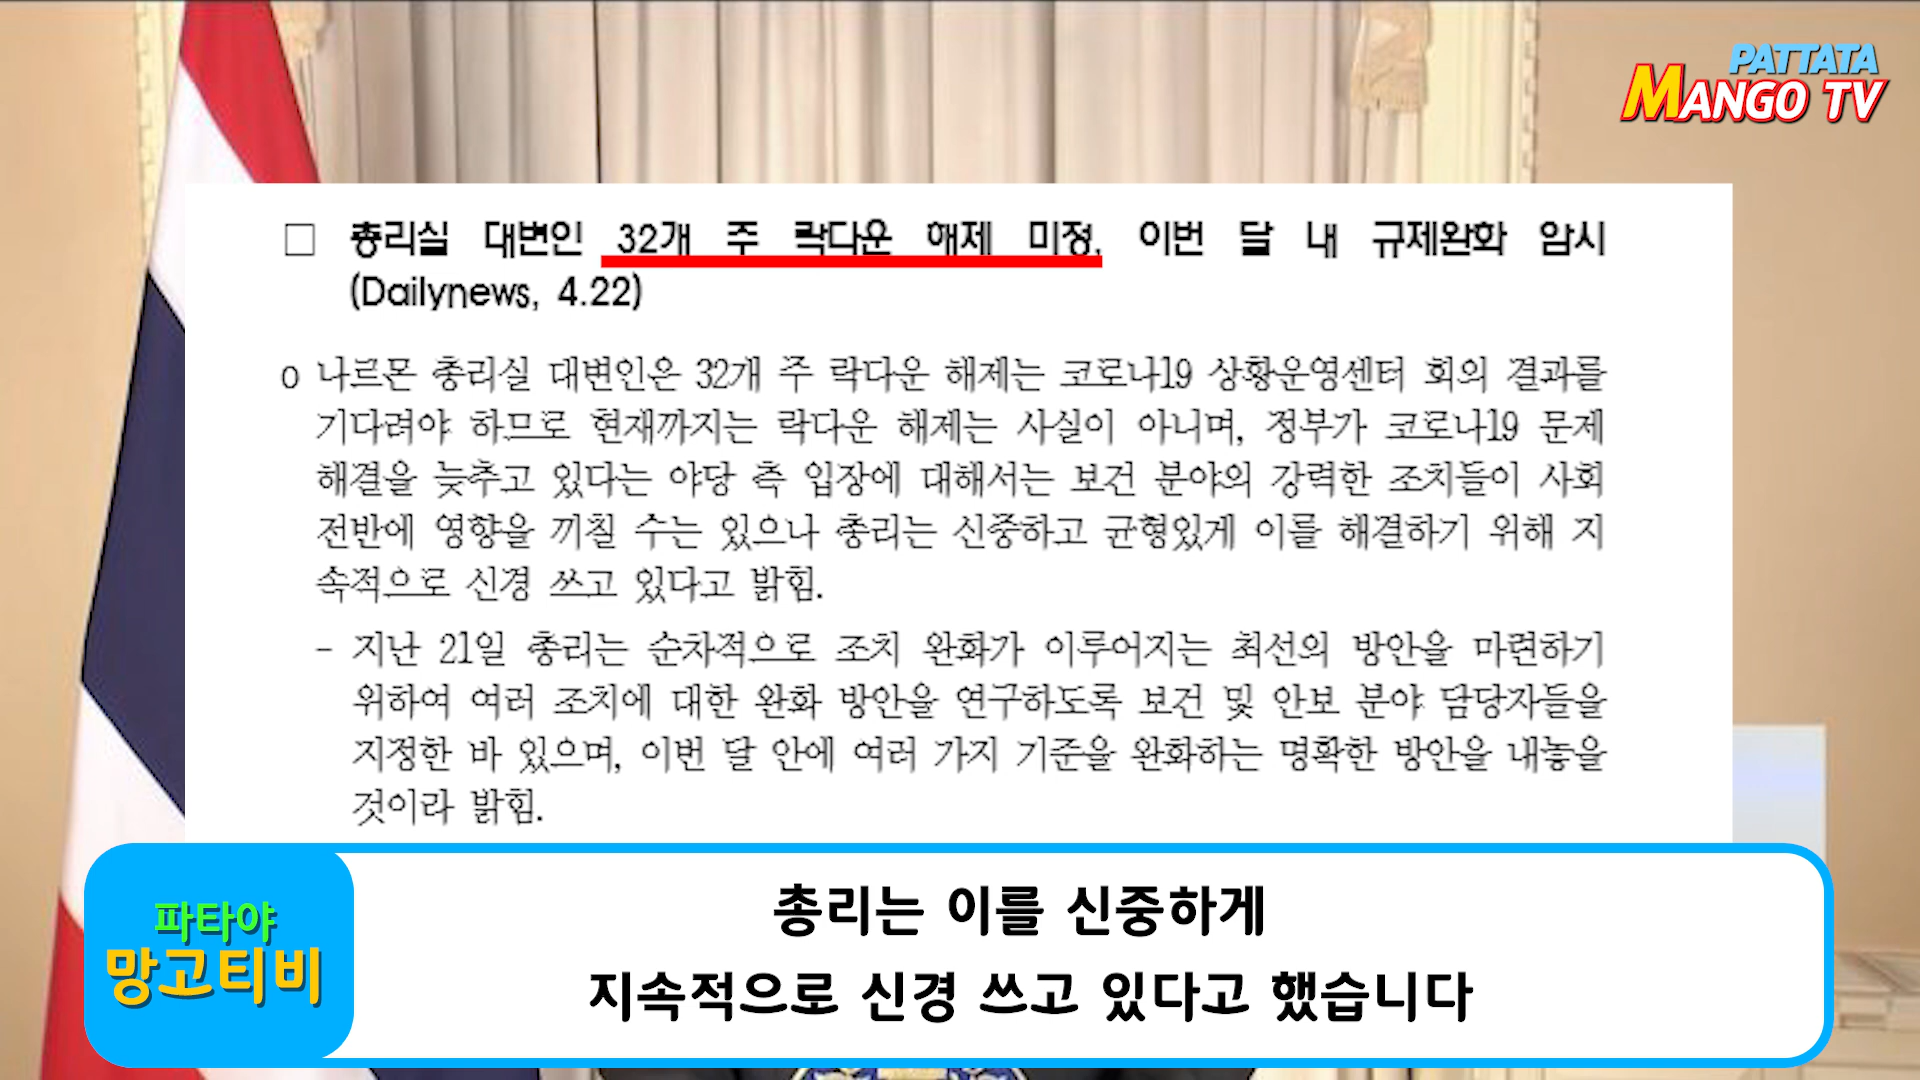 PATTATA
MANGO TV
□ 총리실 대변인 32개 주 락다운 해제 미정, 이번 달 내 규제완화 암시
(Dailynews, 4.22)
o 나르몬 총리실 대변인은 32개 주 락다운 해제는 코로나19 상황운영센터 회의 결과를
기다려야 하므로 현재까지는 락다운 해제는 사실이 아니며, 정부가 코로나19 문제
해결을 늦추고 있다는 야당 측 입장에 대해서는 보건 분야의 강력한 조치들이 사회
전반에 영향을 끼칠 수는 있으나 총리는 신중하고 균형있게 이를 해결하기 위해 지
속적으로 신경 쓰고 있다고 밝힘.
- 지난 21일 총리는 순차적으로 조치 완화가 이루어지는 최선의 방안을 마련하기
위하여 여러 조치에 대한 완화 방안을 연구하도록 보건 및 안보 분야 담당자들을
지정한 바 있으며, 이번 달 안에 여러 가지 기준을 완화하는 명확한 방안을 내놓을
것이라 밝힘.
파타야
망고티비
총리는 이를 신중하게
지속적으로 신경 쓰고 있다고 했습니다